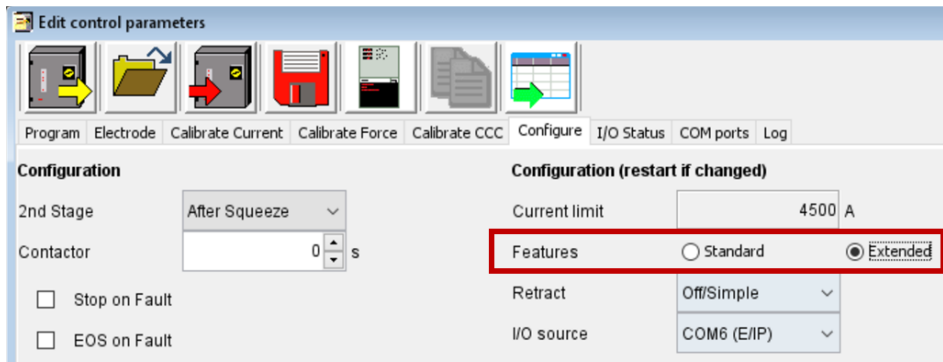 Edit control parameters
Program Electrode Calibrate Current Calibrate Force Calibrate CCC Configure I/O Status COM ports Log
Configuration
2nd Stage After Squeeze
Contactor 0 s
Stop on Fault
EOS on Fault
Configuration (restart if changed)
Current limit 4500 A
Features Standard Extended
Retract Off/Simple
I/O source COM6 (E/IP)